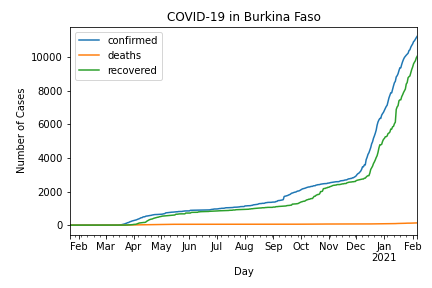 COVID-19 in Burkina Faso
confirmed
deaths
recovered
Number of Cases
10000
8000
6000
4000
2000
0
Feb Mar Apr May Jun Jul Aug Sep Oct Nov Dec Jan Feb
2021
Day